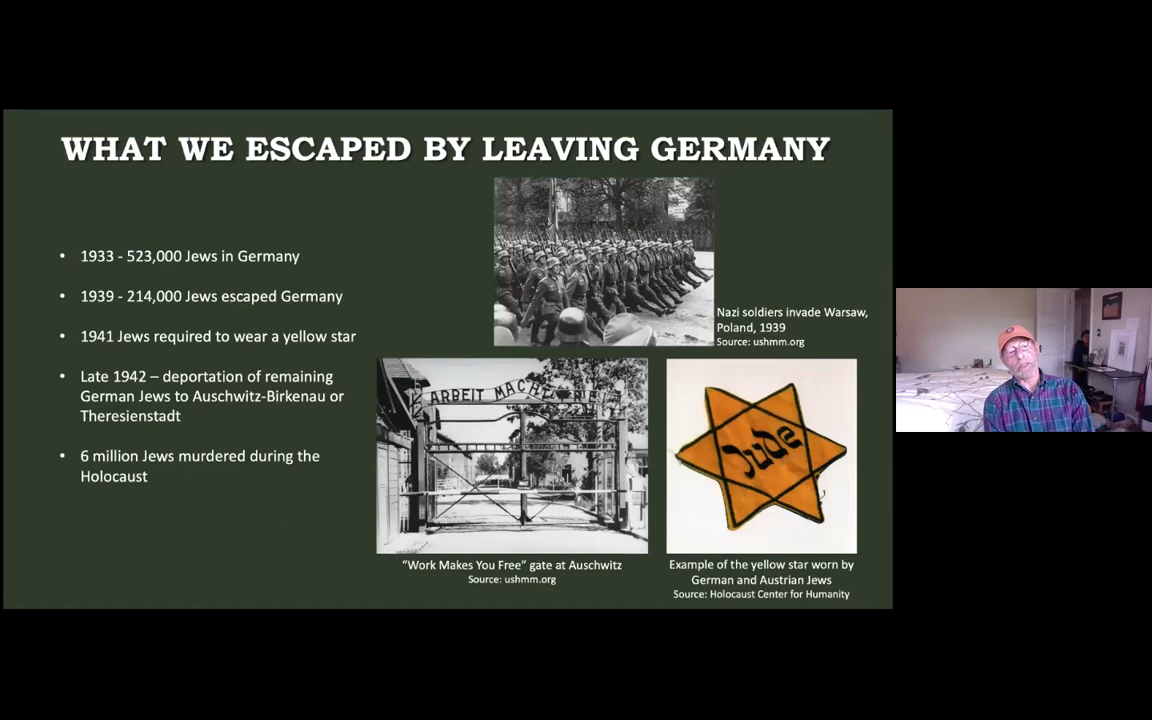 WHAT WE ESCAPED BY LEAVING GERMANY
• 1933 - 523,000 Jews in Germany
• 1939 - 214,000 Jews escaped Germany
• 1941 Jews required to wear a yellow star
• Late 1942 – deportation of remaining
German Jews to Auschwitz-Birkenau or
Theresienstadt
• 6 million Jews murdered during the
Holocaust
Nazi soldiers invade Warsaw,
Poland, 1939
Source: ushmm.org
ARBEIT MACHT FREI
“Work Makes You Free” gate at Auschwitz
Source: ushmm.org
Jude
Example of the yellow star worn by
German and Austrian Jews
Source: Holocaust Center for Humanity